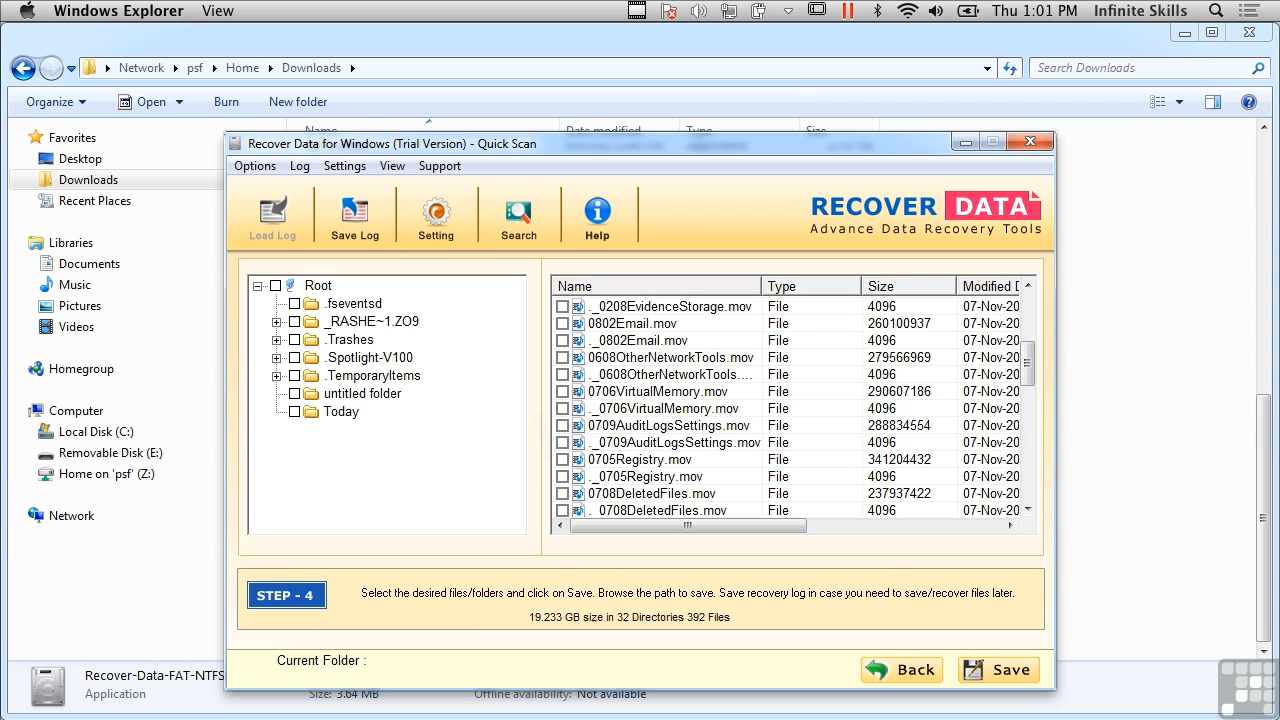 Windows Explorer View Thu 1:01 PM Infinite Skills
Network psf Home Downloads Search Downloads
Organize Open Burn New folder
Name Date modified Type Size
Favorites
Desktop
Downloads
Recent Places
Libraries
Documents
Music
Pictures
Videos
Homegroup
Computer
Local Disk (C:)
Removable Disk (E:)
Home on 'psf' (Z:)
Network
Recover Data for Windows (Trial Version) - Quick Scan
Options Log Settings View Support
Load Log Save Log Setting Search Help
RECOVER DATA
Advance Data Recovery Tools
Root
.fseventsd
_RASHE~1.ZO9
.Trashes
.Spotlight-V100
.TemporaryItems
untitled folder
Today
Name Type Size Modified D
._0208EvidenceStorage.mov File 4096 07-Nov-20
0802Email.mov File 260100937 07-Nov-20
._0802Email.mov File 4096 07-Nov-20
0608OtherNetworkTools.mov File 279566969 07-Nov-20
._0608OtherNetworkTools.... File 4096 07-Nov-20
0706VirtualMemory.mov File 290607186 07-Nov-20
._0706VirtualMemory.mov File 4096 07-Nov-20
0709AuditLogsSettings.mov File 288834554 07-Nov-20
._0709AuditLogsSettings.mov File 4096 07-Nov-20
0705Registry.mov File 341204432 07-Nov-20
._0705Registry.mov File 4096 07-Nov-20
0708DeletedFiles.mov File 237937422 07-Nov-20
._0708DeletedFiles.mov File 4096 07-Nov-20
STEP - 4 Select the desired files/folders and click on Save. Browse the path to save. Save recovery log in case you need to save/recover files later.
19.233 GB size in 32 Directories 392 Files
Current Folder :
Back Save
Recover-Data-FAT-NTFS
Application Size: 3.64 MB Offline availability: Not available